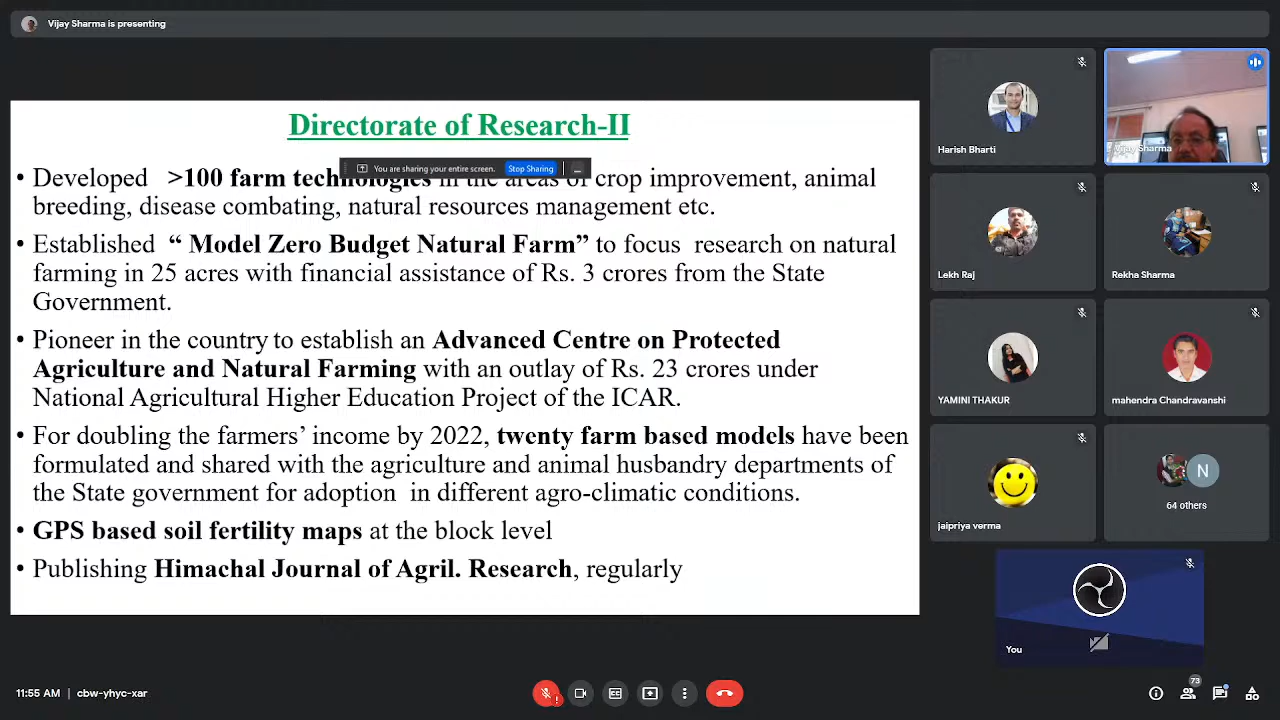 Vijay Sharma is presenting
Directorate of Research-II
You are sharing your entire screen. Stop Sharing
• Developed >100 farm technologies in the areas of crop improvement, animal
breeding, disease combating, natural resources management etc.
• Established “ Model Zero Budget Natural Farm” to focus research on natural
farming in 25 acres with financial assistance of Rs. 3 crores from the State
Government.
• Pioneer in the country to establish an Advanced Centre on Protected
Agriculture and Natural Farming with an outlay of Rs. 23 crores under
National Agricultural Higher Education Project of the ICAR.
• For doubling the farmers’ income by 2022, twenty farm based models have been
formulated and shared with the agriculture and animal husbandry departments of
the State government for adoption in different agro-climatic conditions.
• GPS based soil fertility maps at the block level
• Publishing Himachal Journal of Agril. Research, regularly
Harish Bharti
Vijay Sharma
Lekh Raj
Rekha Sharma
YAMINI THAKUR
mahendra Chandravanshi
jaipriya verma
N
64 others
You
11:55 AM | cbw-yhyc-xar
73